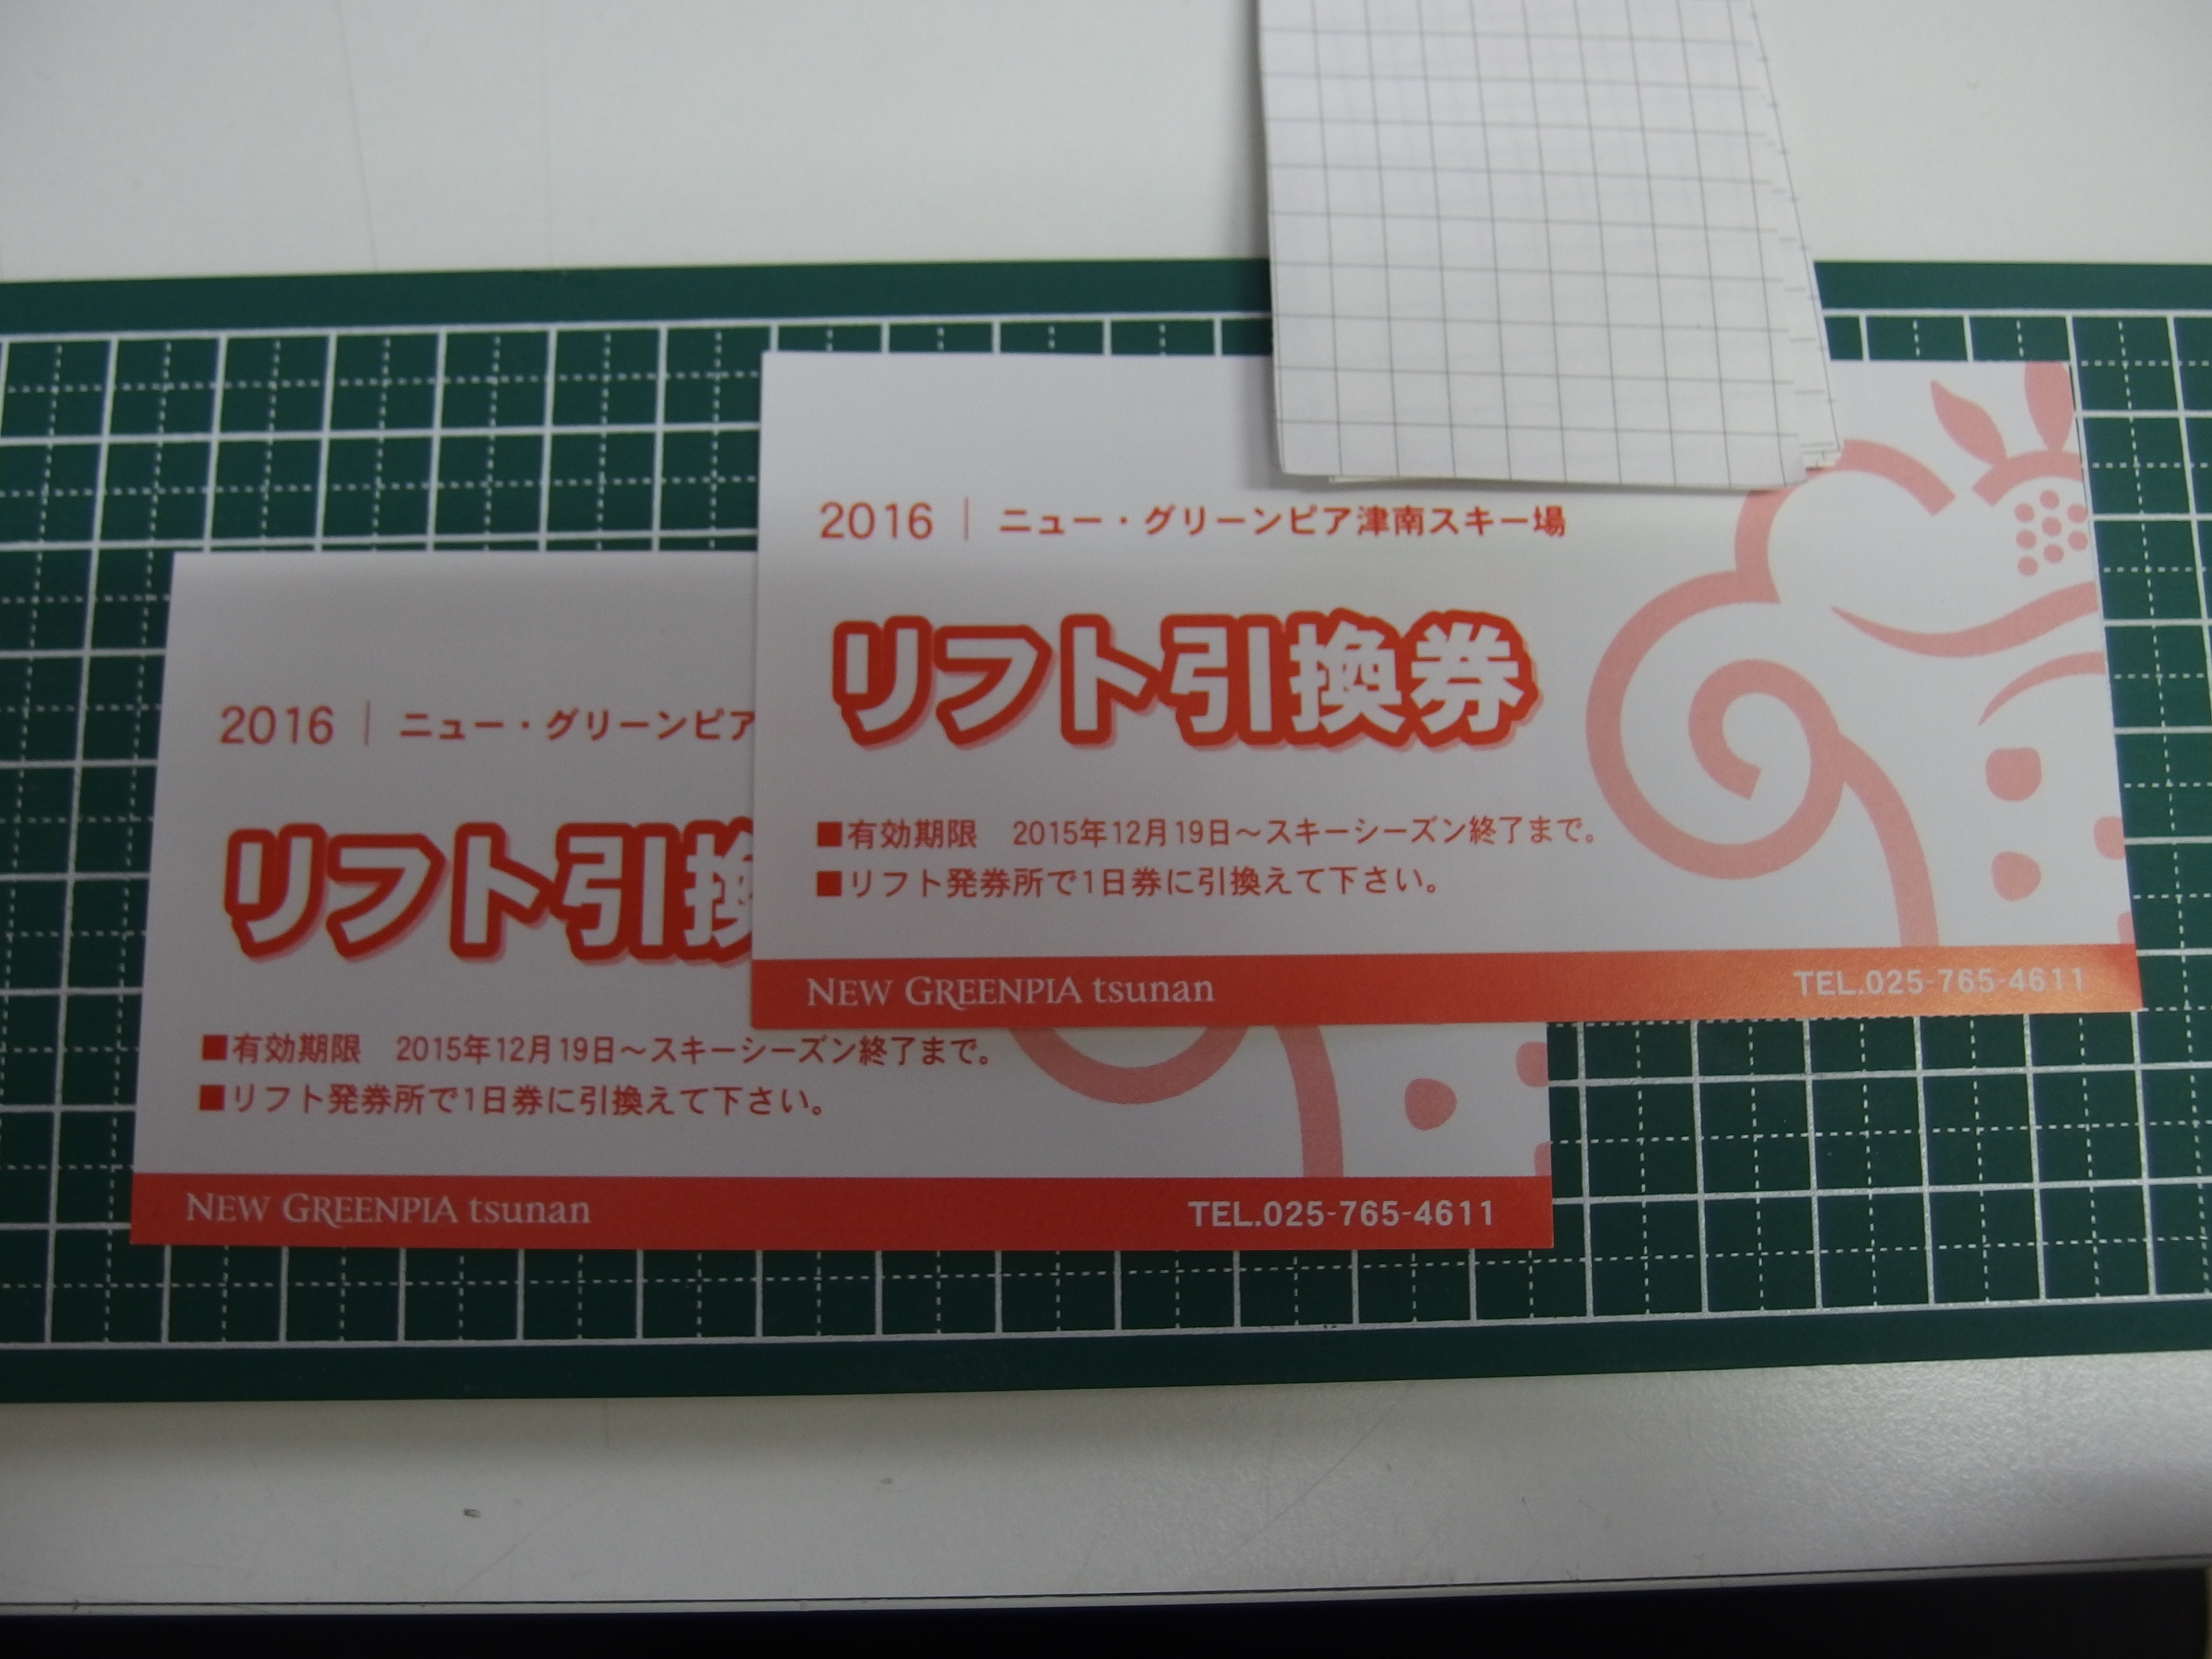 2016 | ニュー・グリーンピア津南スキー場
リフト引換券
■有効期限　2015年12月19日～スキーシーズン終了まで。
■リフト発券所で1日券に引換えて下さい。
NEW GREENPIA tsunan TEL.025-765-4611
2016 | ニュー・グリーンピア
リフト引換
■有効期限　2015年12月19日～スキーシーズン終了まで。
■リフト発券所で1日券に引換えて下さい。
NEW GREENPIA tsunan TEL.025-765-4611